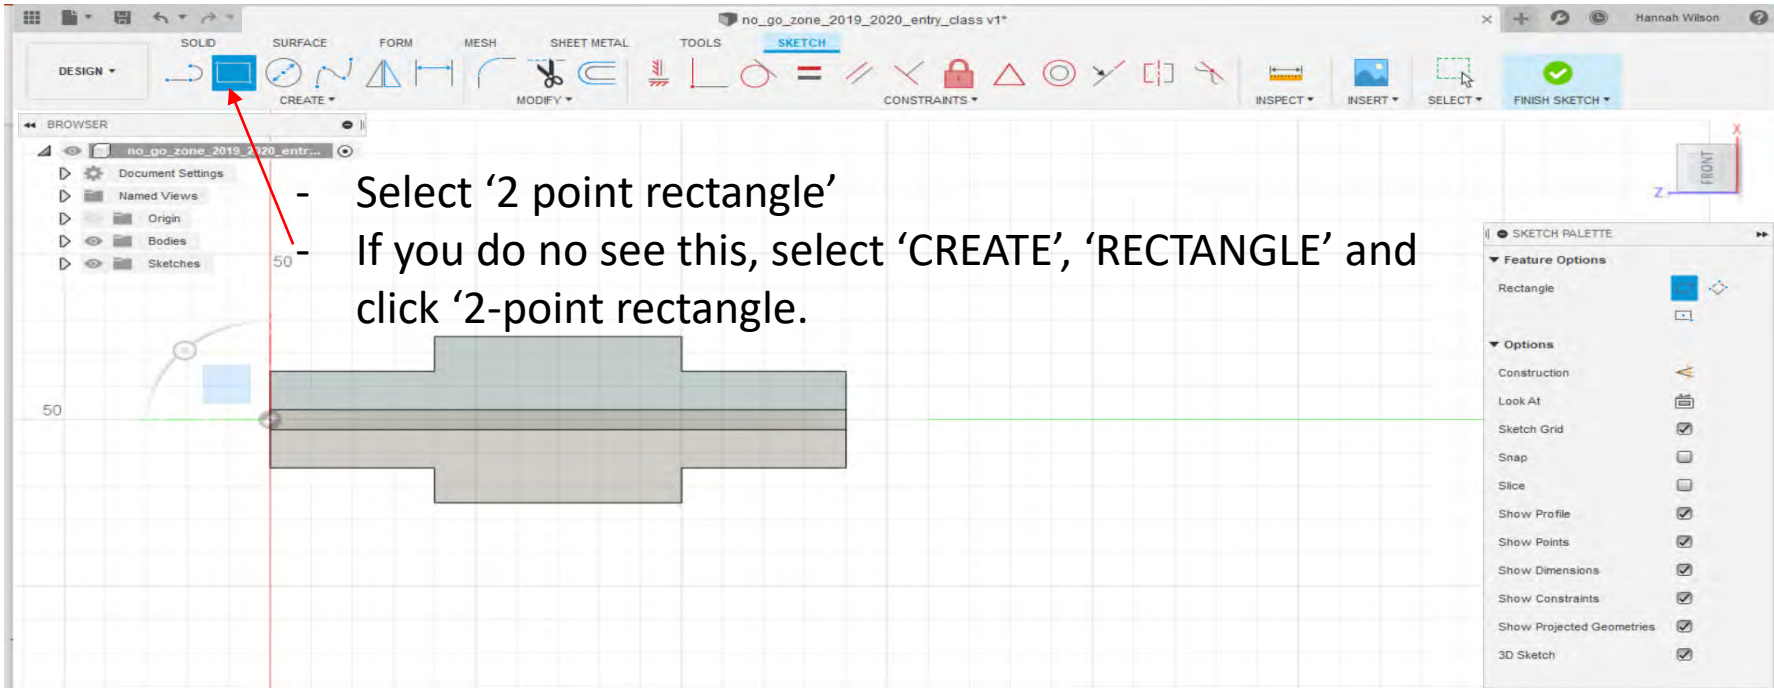 no_go_zone_2019_2020_entry_class v1*
Hannah Wilson
SOLID SURFACE FORM MESH SHEET METAL TOOLS SKETCH
DESIGN
CREATE MODIFY CONSTRAINTS INSPECT INSERT SELECT FINISH SKETCH
BROWSER
no_go_zone_2019_2020_entr...
Document Settings
Named Views
Origin
Bodies
Sketches
- Select ‘2 point rectangle’
- If you do no see this, select ‘CREATE’, ‘RECTANGLE’ and
click ‘2-point rectangle.
50
50
X
FRONT
Z
SKETCH PALETTE
Feature Options
Rectangle
Options
Construction
Look At
Sketch Grid
Snap
Slice
Show Profile
Show Points
Show Dimensions
Show Constraints
Show Projected Geometries
3D Sketch